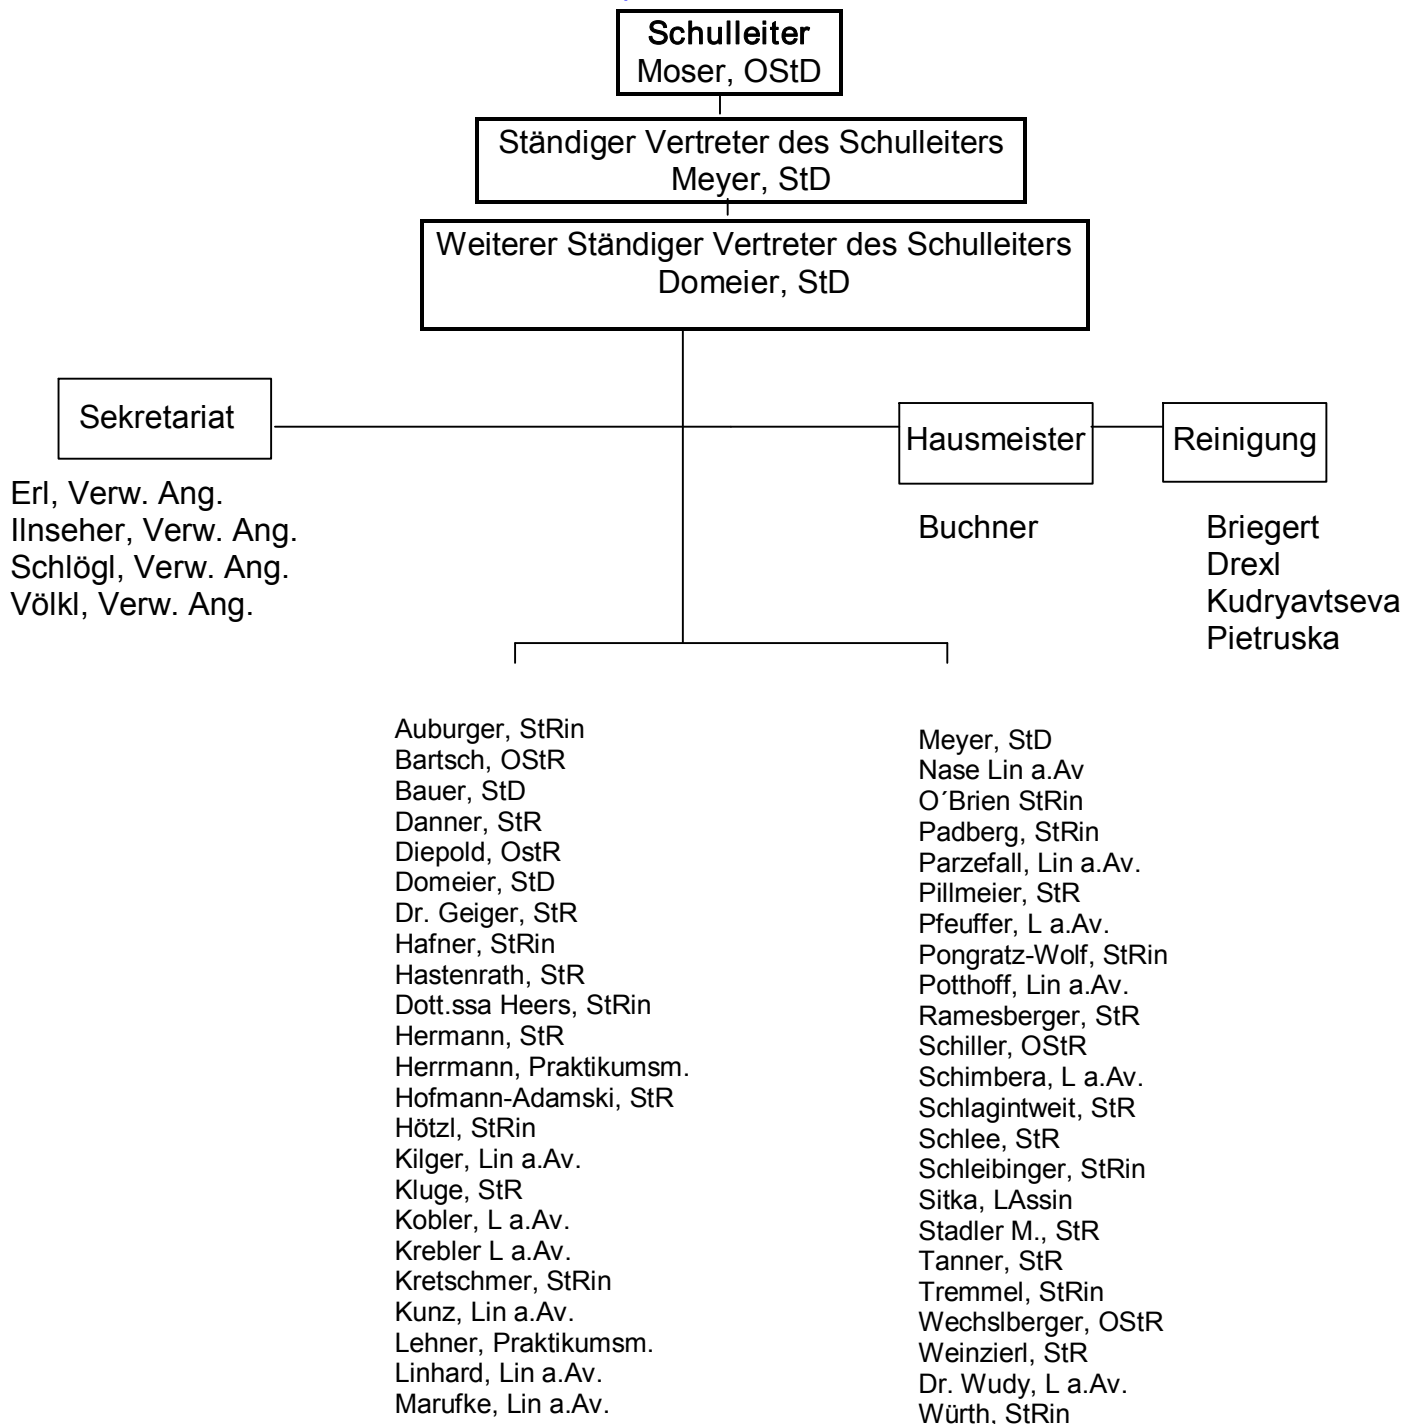 Schulleiter
Moser, OStD
Ständiger Vertreter des Schulleiters
Meyer, StD
Weiterer Ständiger Vertreter des Schulleiters
Domeier, StD
Sekretariat
Erl, Verw. Ang.
Ilnseher, Verw. Ang.
Schlögl, Verw. Ang.
Völkl, Verw. Ang.
Hausmeister
Buchner
Reinigung
Briegert
Drexl
Kudryavtseva
Pietruska
Auburger, StRin
Bartsch, OStR
Bauer, StD
Danner, StR
Diepold, OstR
Domeier, StD
Dr. Geiger, StR
Hafner, StRin
Hastenrath, StR
Dott.ssa Heers, StRin
Hermann, StR
Herrmann, Praktikumsm.
Hofmann-Adamski, StR
Hötzl, StRin
Kilger, Lin a.Av.
Kluge, StR
Kobler, L a.Av.
Krebler L a.Av.
Kretschmer, StRin
Kunz, Lin a.Av.
Lehner, Praktikumsm.
Linhard, Lin a.Av.
Marufke, Lin a.Av.
Meyer, StD
Nase Lin a.Av
O´Brien StRin
Padberg, StRin
Parzefall, Lin a.Av.
Pillmeier, StR
Pfeuffer, L a.Av.
Pongratz-Wolf, StRin
Potthoff, Lin a.Av.
Ramesberger, StR
Schiller, OStR
Schimbera, L a.Av.
Schlagintweit, StR
Schlee, StR
Schleibinger, StRin
Sitka, LAssin
Stadler M., StR
Tanner, StR
Tremmel, StRin
Wechslberger, OStR
Weinzierl, StR
Dr. Wudy, L a.Av.
Würth, StRin